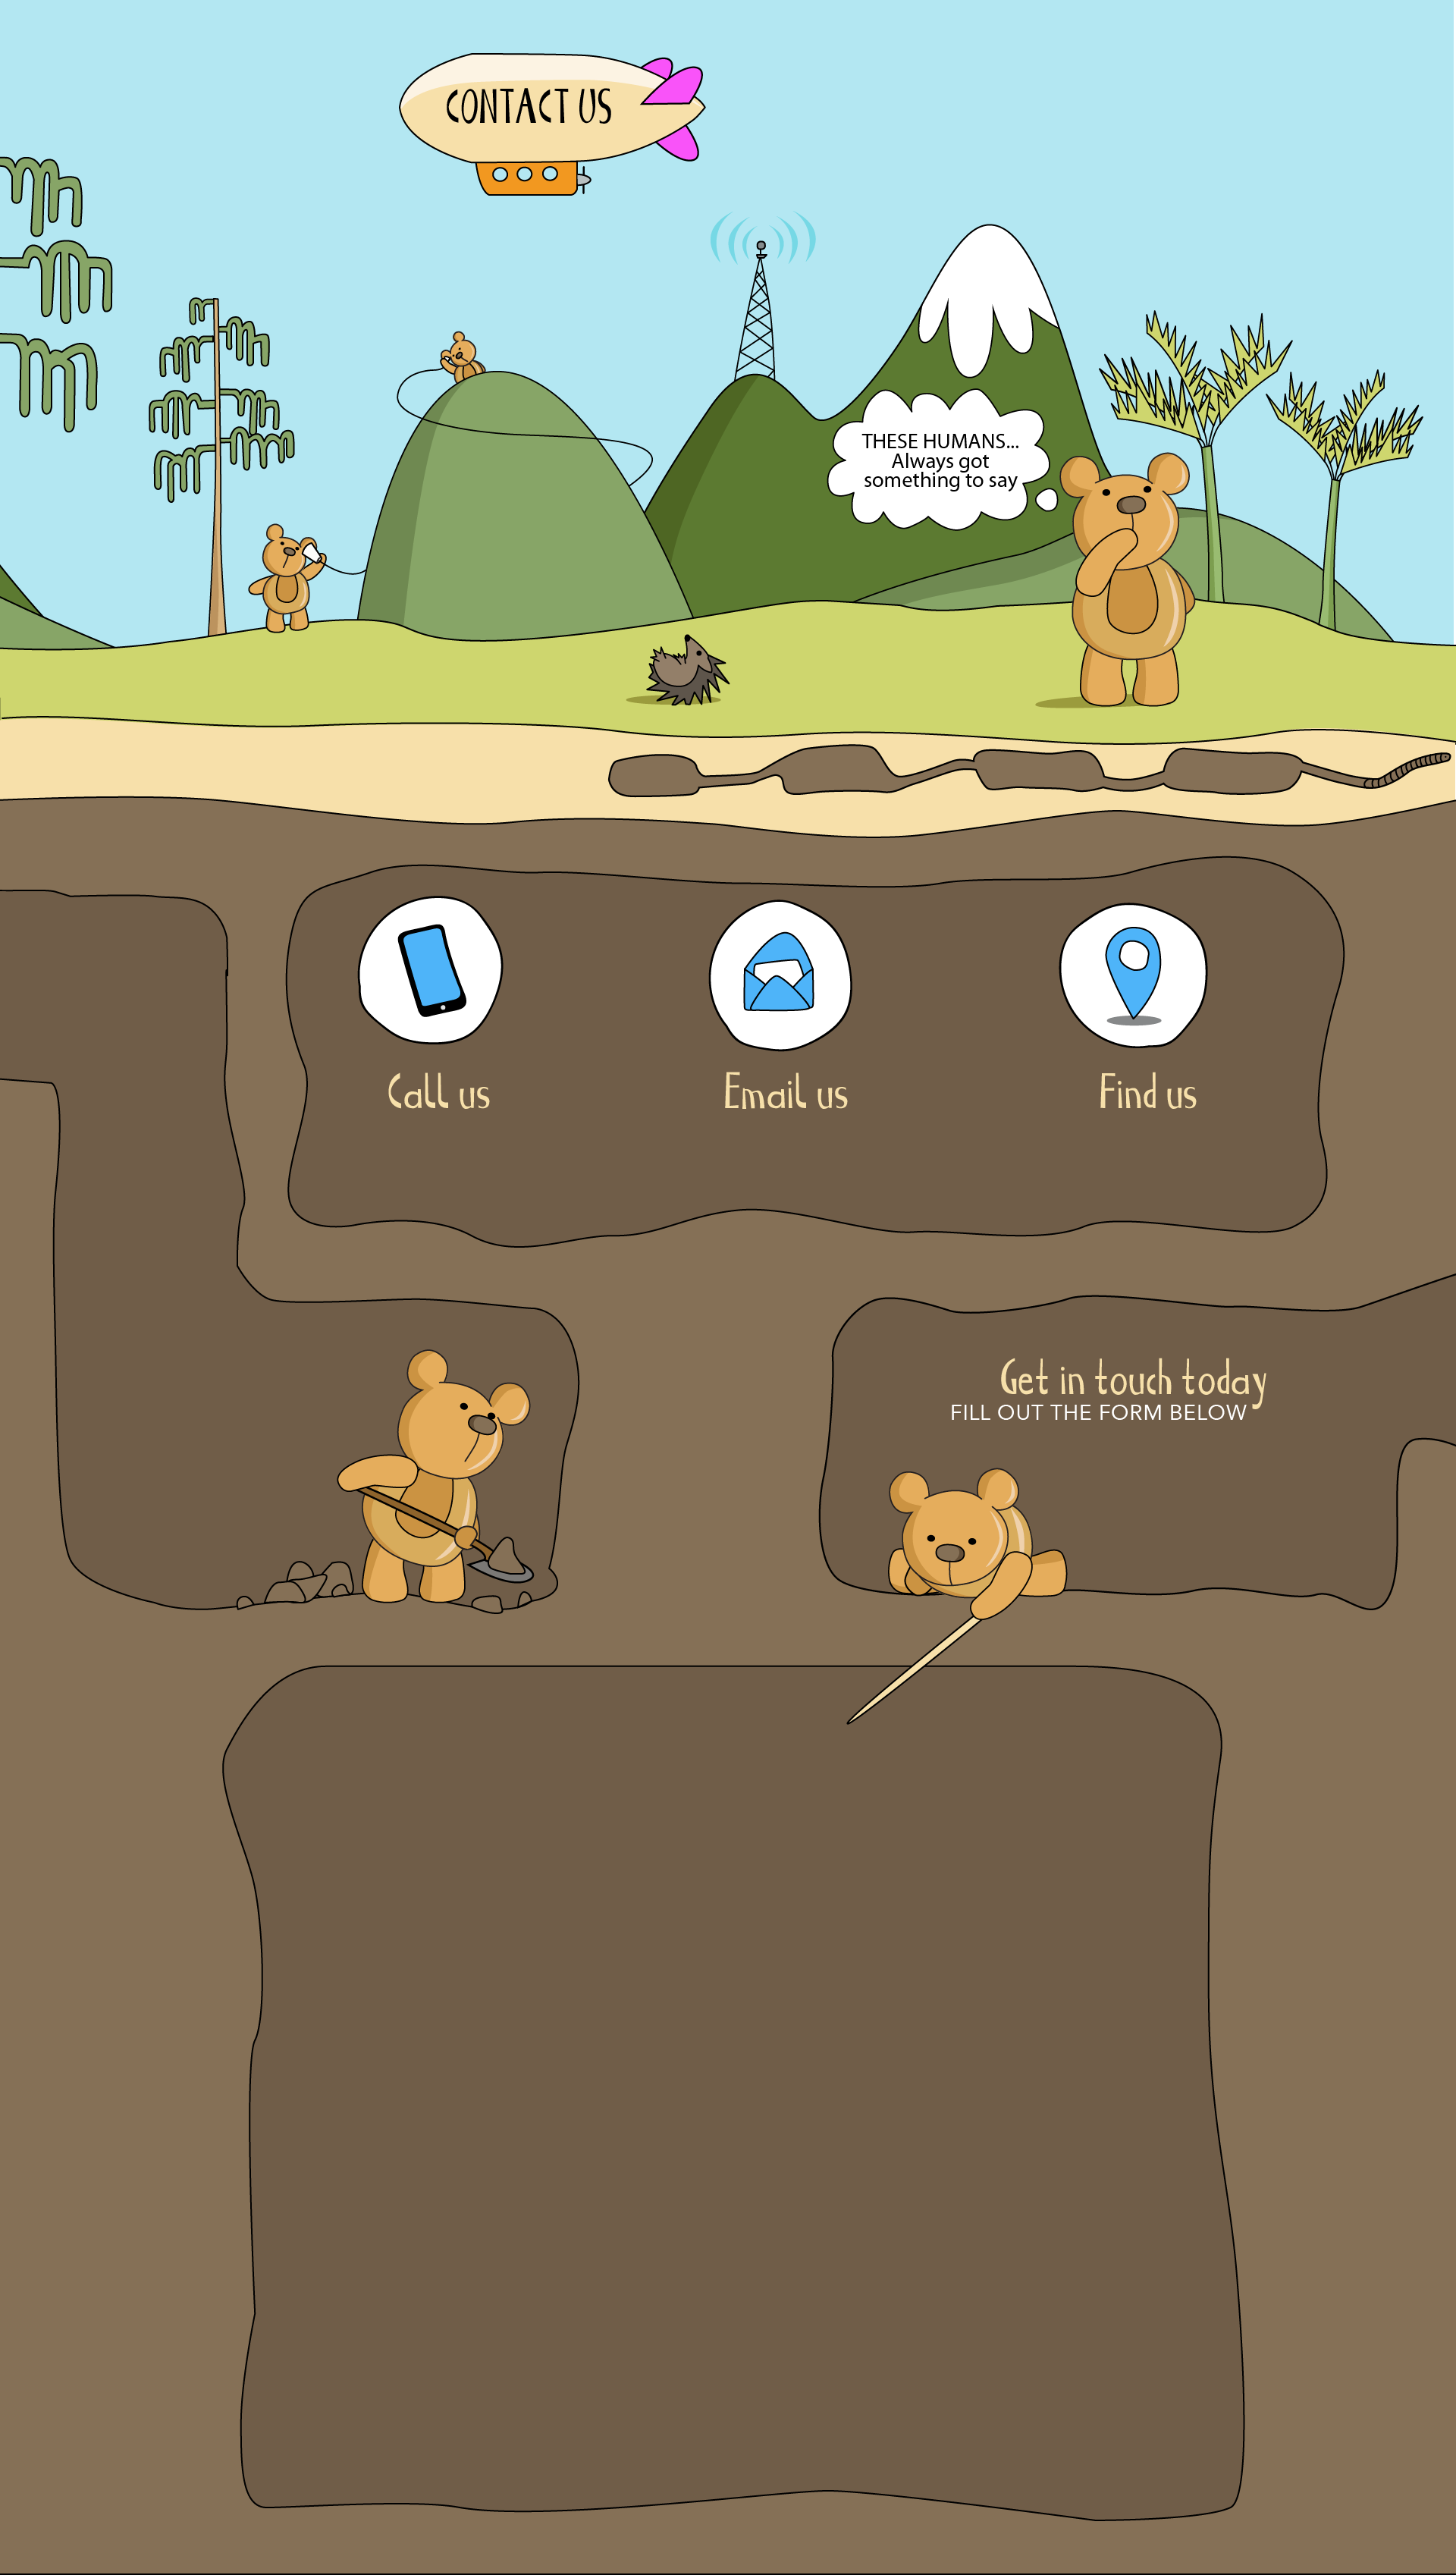 CONTACT US
THESE HUMANS...
Always got
something to say
Call us
Email us
Find us
Get in touch today
FILL OUT THE FORM BELOW